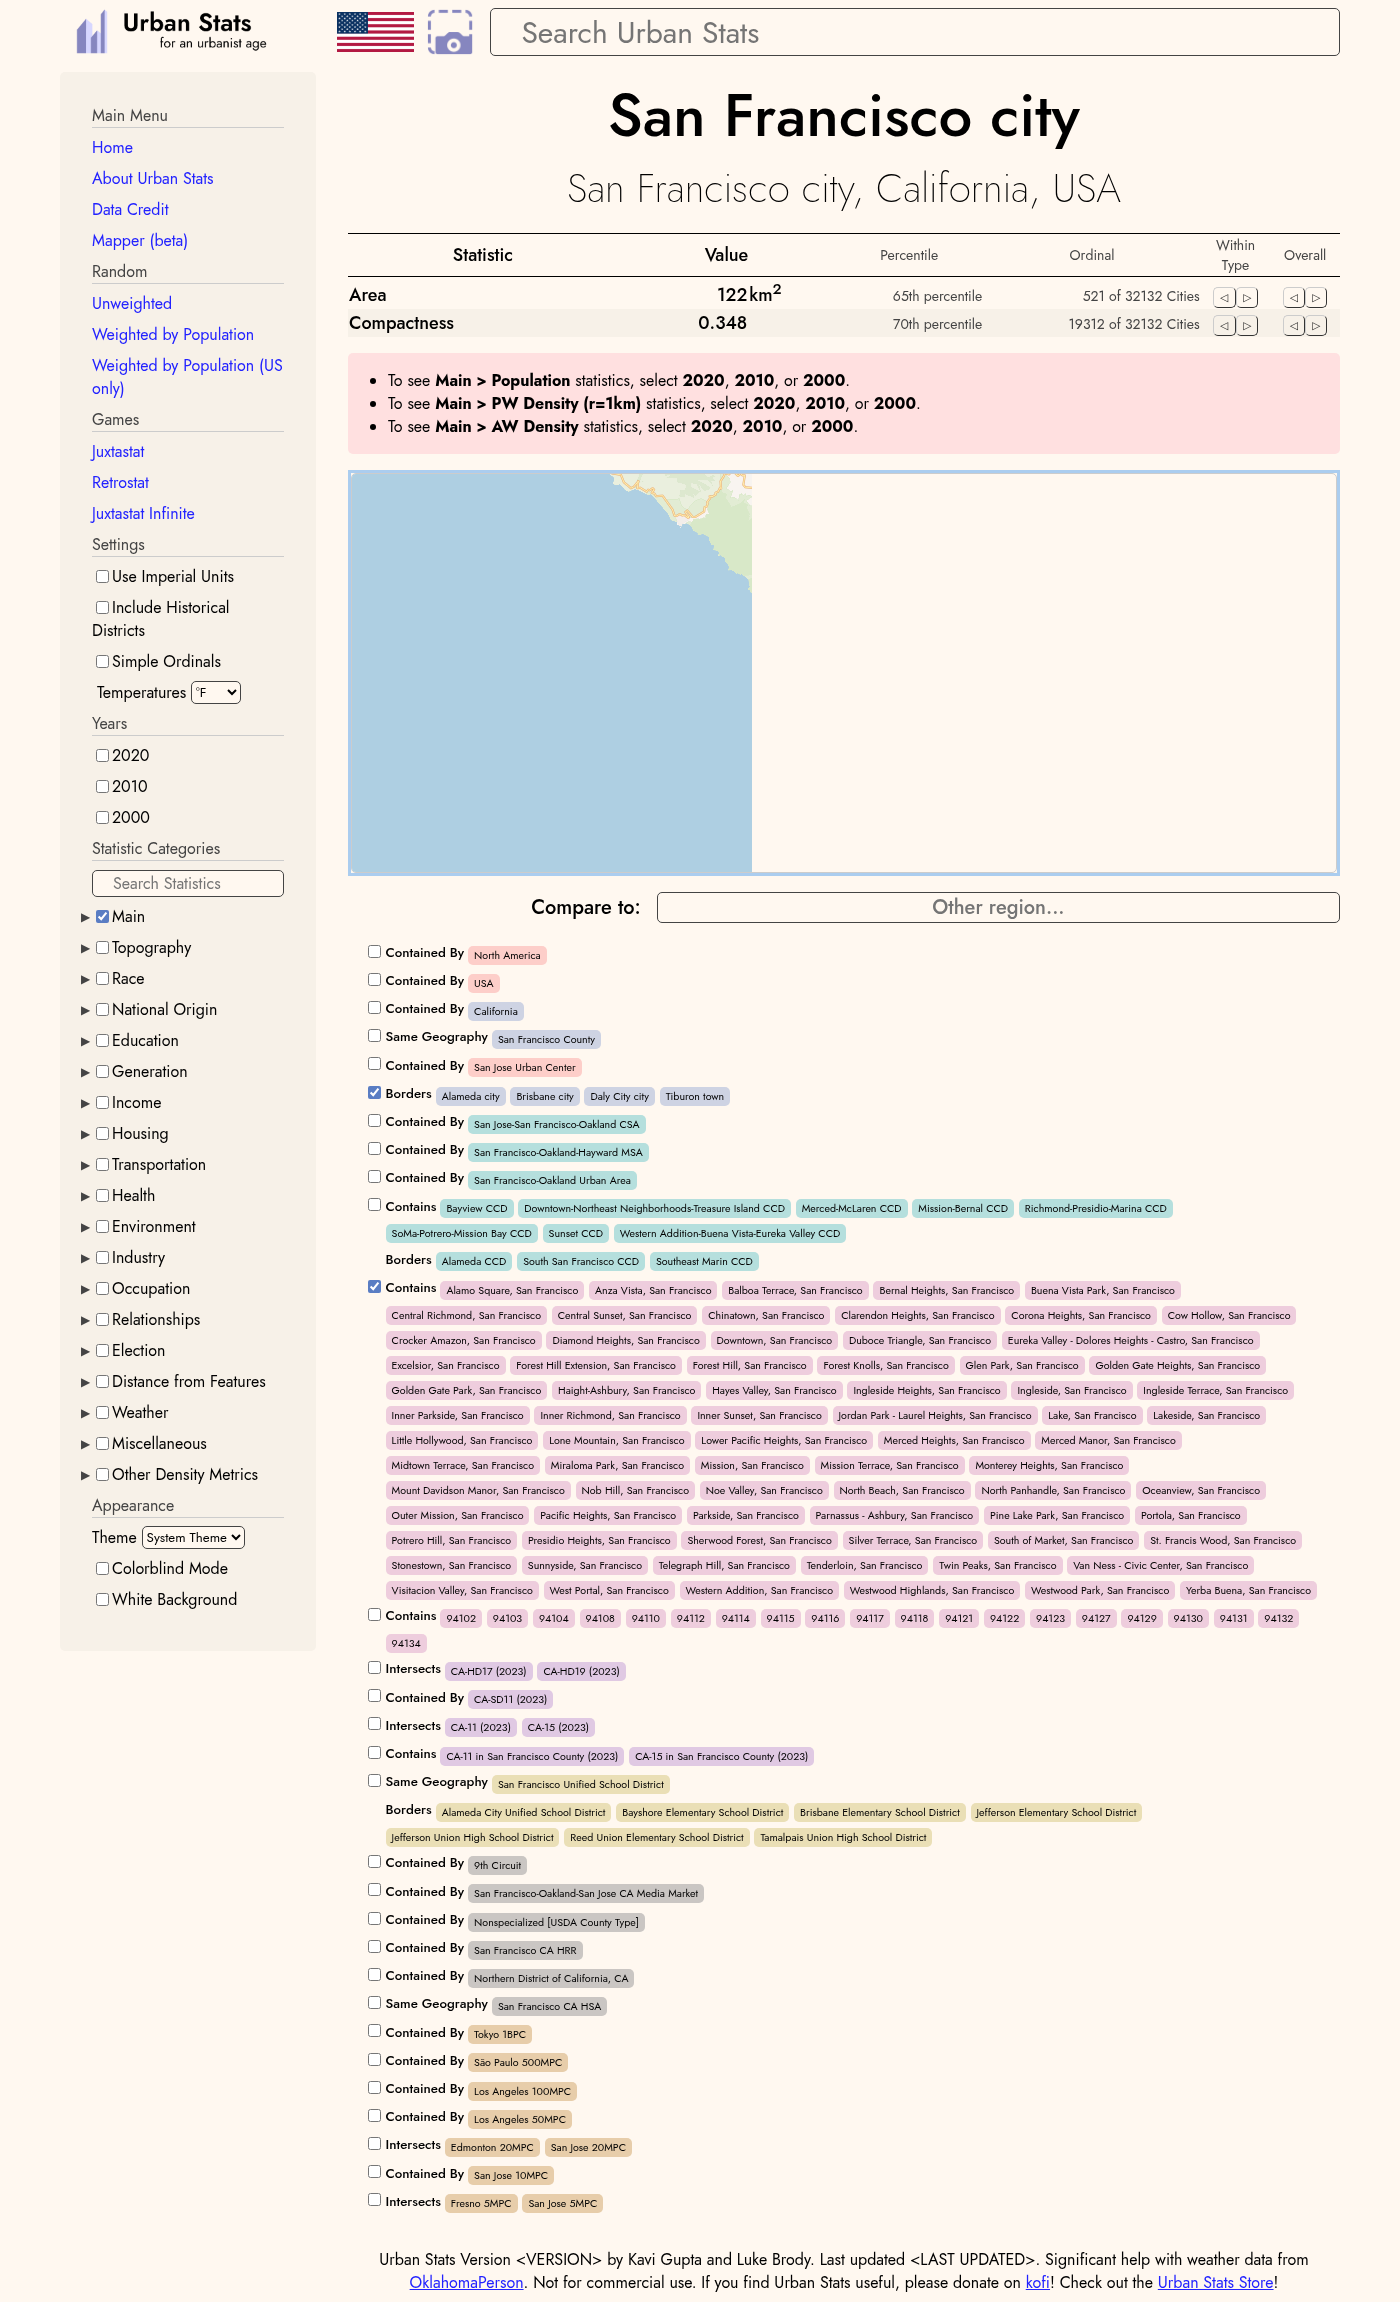 Urban Stats
for an urbanist age
Search Urban Stats
Main Menu
Home
About Urban Stats
Data Credit
Mapper (beta)
Random
Unweighted
Weighted by Population
Weighted by Population (US
only)
Games
Juxtastat
Retrostat
Juxtastat Infinite
Settings
Use Imperial Units
Include Historical
Districts
Simple Ordinals
Temperatures °F
Years
2020
2010
2000
Statistic Categories
Search Statistics
Main
Topography
Race
National Origin
Education
Generation
Income
Housing
Transportation
Health
Environment
Industry
Occupation
Relationships
Election
Distance from Features
Weather
Miscellaneous
Other Density Metrics
Appearance
Theme System Theme
Colorblind Mode
White Background
San Francisco city
San Francisco city, California, USA
Statistic Value Percentile Ordinal Within Type Overall
Area 122 km² 65th percentile 521 of 32132 Cities
Compactness 0.348 70th percentile 19312 of 32132 Cities
To see Main > Population statistics, select 2020, 2010, or 2000.
To see Main > PW Density (r=1km) statistics, select 2020, 2010, or 2000.
To see Main > AW Density statistics, select 2020, 2010, or 2000.
Compare to: Other region...
Contained By North America
Contained By USA
Contained By California
Same Geography San Francisco County
Contained By San Jose Urban Center
Borders Alameda city Brisbane city Daly City city Tiburon town
Contained By San Jose-San Francisco-Oakland CSA
Contained By San Francisco-Oakland-Hayward MSA
Contained By San Francisco-Oakland Urban Area
Contains Bayview CCD Downtown-Northeast Neighborhoods-Treasure Island CCD Merced-McLaren CCD Mission-Bernal CCD Richmond-Presidio-Marina CCD
SoMa-Potrero-Mission Bay CCD Sunset CCD Western Addition-Buena Vista-Eureka Valley CCD
Borders Alameda CCD South San Francisco CCD Southeast Marin CCD
Contains Alamo Square, San Francisco Anza Vista, San Francisco Balboa Terrace, San Francisco Bernal Heights, San Francisco Buena Vista Park, San Francisco
Central Richmond, San Francisco Central Sunset, San Francisco Chinatown, San Francisco Clarendon Heights, San Francisco Corona Heights, San Francisco Cow Hollow, San Francisco
Crocker Amazon, San Francisco Diamond Heights, San Francisco Downtown, San Francisco Duboce Triangle, San Francisco Eureka Valley - Dolores Heights - Castro, San Francisco
Excelsior, San Francisco Forest Hill Extension, San Francisco Forest Hill, San Francisco Forest Knolls, San Francisco Glen Park, San Francisco Golden Gate Heights, San Francisco
Golden Gate Park, San Francisco Haight-Ashbury, San Francisco Hayes Valley, San Francisco Ingleside Heights, San Francisco Ingleside, San Francisco Ingleside Terrace, San Francisco
Inner Parkside, San Francisco Inner Richmond, San Francisco Inner Sunset, San Francisco Jordan Park - Laurel Heights, San Francisco Lake, San Francisco Lakeside, San Francisco
Little Hollywood, San Francisco Lone Mountain, San Francisco Lower Pacific Heights, San Francisco Merced Heights, San Francisco Merced Manor, San Francisco
Midtown Terrace, San Francisco Miraloma Park, San Francisco Mission, San Francisco Mission Terrace, San Francisco Monterey Heights, San Francisco
Mount Davidson Manor, San Francisco Nob Hill, San Francisco Noe Valley, San Francisco North Beach, San Francisco North Panhandle, San Francisco Oceanview, San Francisco
Outer Mission, San Francisco Pacific Heights, San Francisco Parkside, San Francisco Parnassus - Ashbury, San Francisco Pine Lake Park, San Francisco Portola, San Francisco
Potrero Hill, San Francisco Presidio Heights, San Francisco Sherwood Forest, San Francisco Silver Terrace, San Francisco South of Market, San Francisco St. Francis Wood, San Francisco
Stonestown, San Francisco Sunnyside, San Francisco Telegraph Hill, San Francisco Tenderloin, San Francisco Twin Peaks, San Francisco Van Ness - Civic Center, San Francisco
Visitacion Valley, San Francisco West Portal, San Francisco Western Addition, San Francisco Westwood Highlands, San Francisco Westwood Park, San Francisco Yerba Buena, San Francisco
Contains 94102 94103 94104 94108 94110 94112 94114 94115 94116 94117 94118 94121 94122 94123 94127 94129 94130 94131 94132
94134
Intersects CA-HD17 (2023) CA-HD19 (2023)
Contained By CA-SD11 (2023)
Intersects CA-11 (2023) CA-15 (2023)
Contains CA-11 in San Francisco County (2023) CA-15 in San Francisco County (2023)
Same Geography San Francisco Unified School District
Borders Alameda City Unified School District Bayshore Elementary School District Brisbane Elementary School District Jefferson Elementary School District
Jefferson Union High School District Reed Union Elementary School District Tamalpais Union High School District
Contained By 9th Circuit
Contained By San Francisco-Oakland-San Jose CA Media Market
Contained By Nonspecialized [USDA County Type]
Contained By San Francisco CA HRR
Contained By Northern District of California, CA
Same Geography San Francisco CA HSA
Contained By Tokyo 1BPC
Contained By São Paulo 500MPC
Contained By Los Angeles 100MPC
Contained By Los Angeles 50MPC
Intersects Edmonton 20MPC San Jose 20MPC
Contained By San Jose 10MPC
Intersects Fresno 5MPC San Jose 5MPC
Urban Stats Version <VERSION> by Kavi Gupta and Luke Brody. Last updated <LAST UPDATED>. Significant help with weather data from
OklahomaPerson. Not for commercial use. If you find Urban Stats useful, please donate on kofi! Check out the Urban Stats Store!